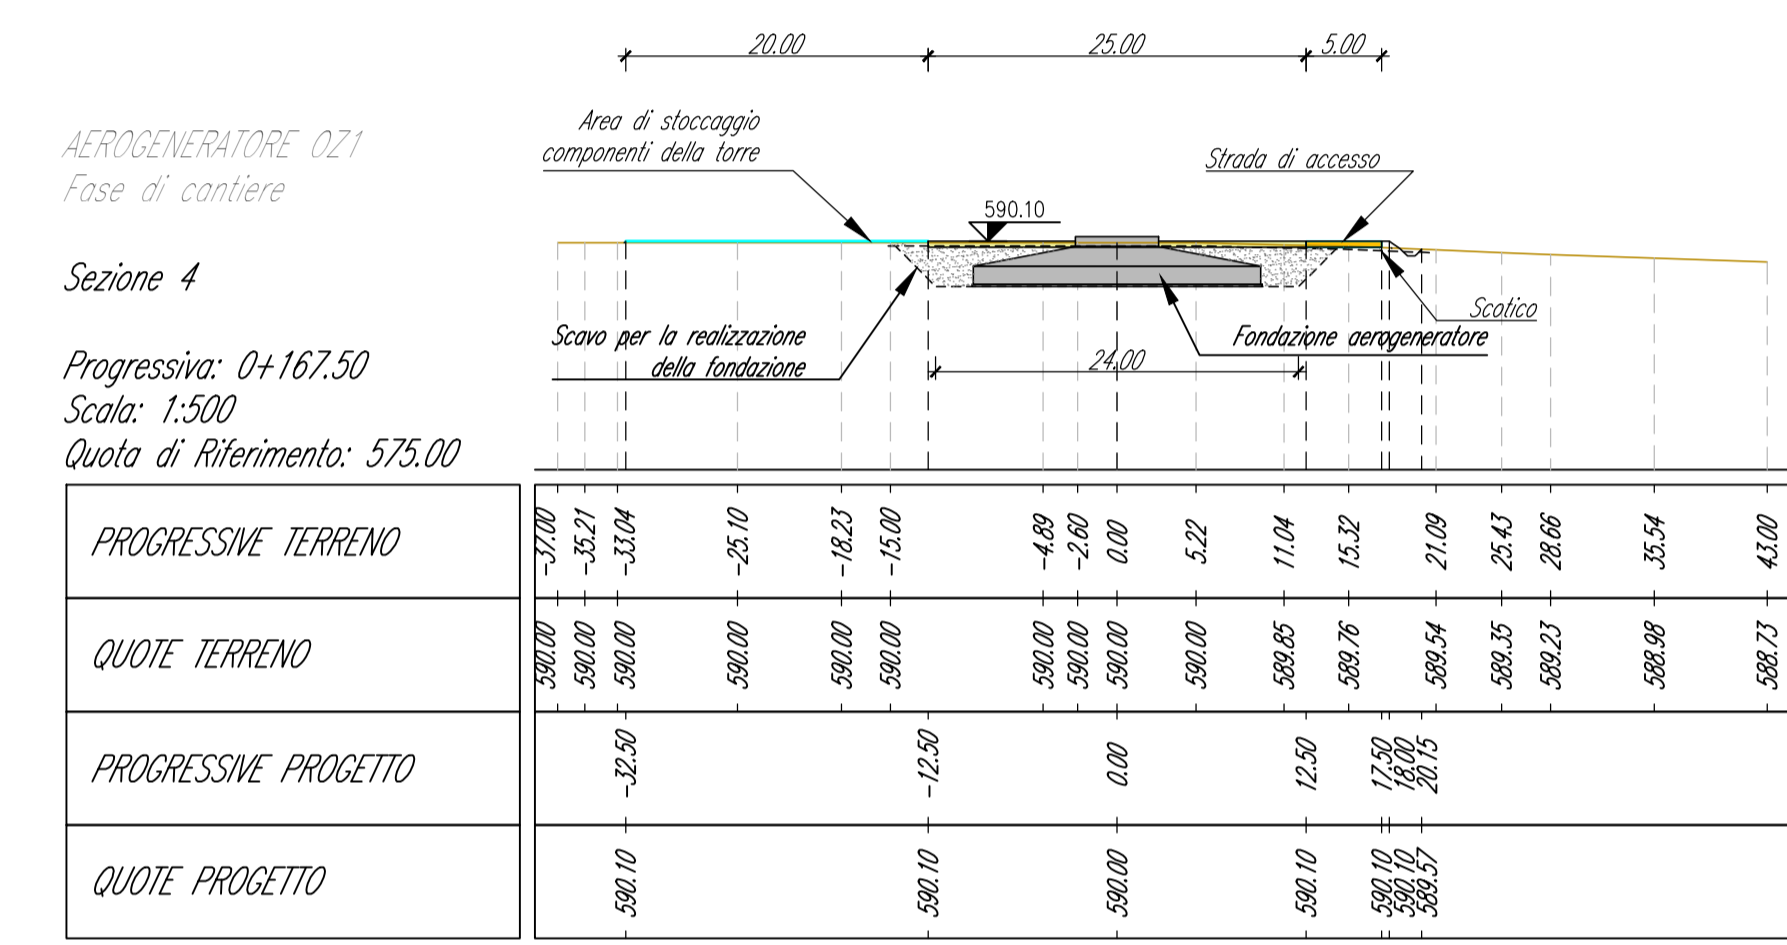 20.00 25.00 5.00
AEROGENERATORE OZ1
Fase di cantiere
Sezione 4
Progressiva: 0+167.50
Scala: 1:500
Quota di Riferimento: 575.00
Area di stoccaggio
componenti della torre
Strada di accesso
590.10
Scotico
Scavo per la realizzazione
della fondazione
Fondazione aerogeneratore
24.00
PROGRESSIVE TERRENO -37.00 -35.21 -33.04 -25.10 -18.23 -15.00 -4.89 -2.60 0.00 5.22 11.04 15.32 21.09 25.43 28.66 35.54 43.00
QUOTE TERRENO 590.00 590.00 590.00 590.00 590.00 590.00 590.00 590.00 590.00 590.00 589.85 589.76 589.54 589.35 589.23 588.98 588.73
PROGRESSIVE PROGETTO -32.50 -12.50 0.00 12.50 17.50 18.00 20.15
QUOTE PROGETTO 590.10 590.10 590.00 590.10 590.10 590.10 589.57